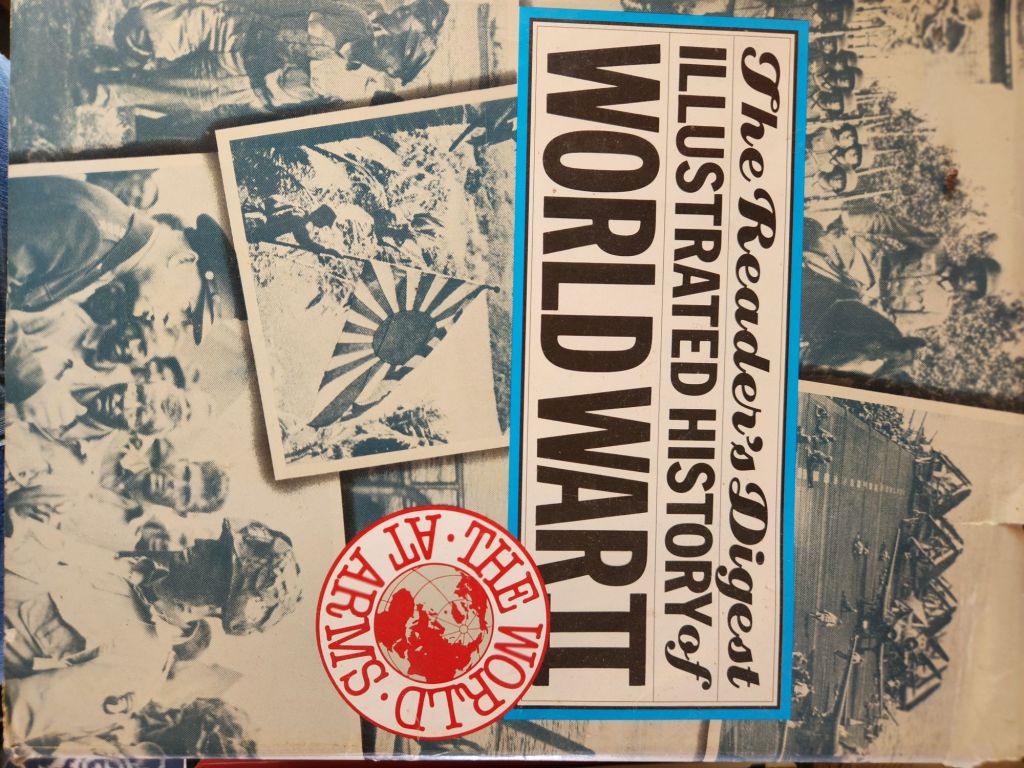 The Reader's Digest
ILLUSTRATED HISTORY of
WORLD WAR II
THE WORLD · AT ARMS ·